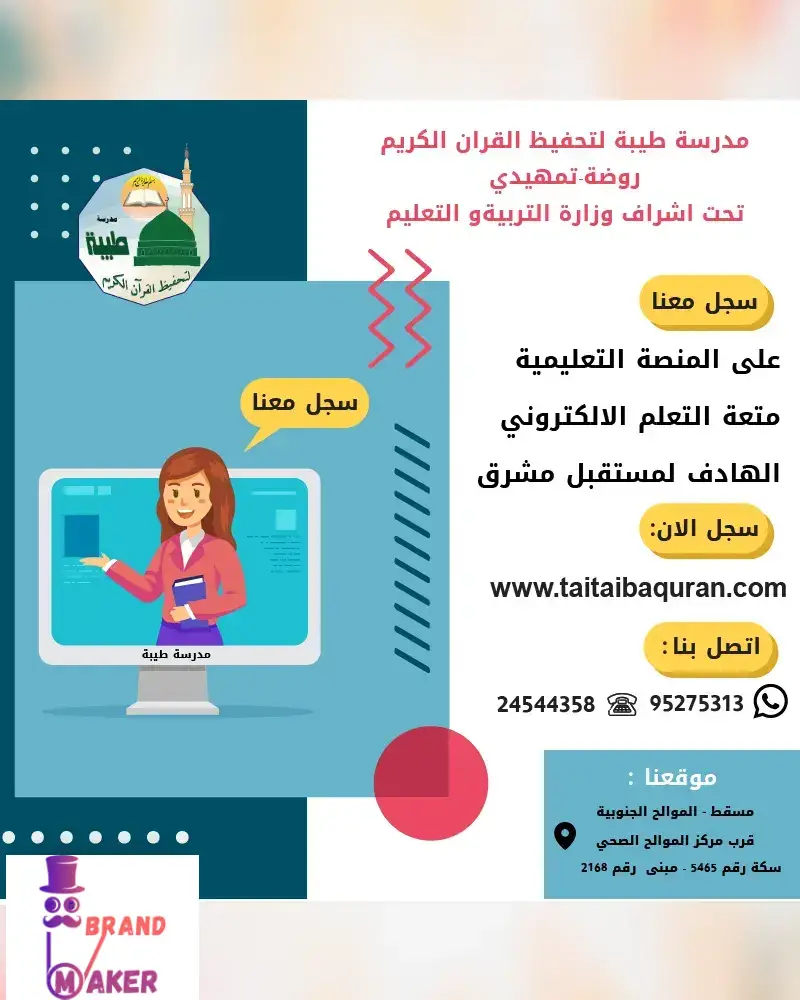 مدرسة طيبة لتحفيظ القران الكريم
روضة-تمهيدي
تحت اشراف وزارة التربيةو التعليم
مدرسة
طيبة
لتحفيظ القرآن الكريم
سجل معنا
على المنصة التعليمية
متعة التعلم الالكتروني
الهادف لمستقبل مشرق
سجل معنا
مدرسة طيبة
سجل الان:
www.taitaibaquran.com
اتصل بنا:
95275313
24544358
موقعنا :
مسقط - الموالح الجنوبية
قرب مركز الموالح الصحي
سكة رقم 5465 - مبنى رقم 2168
BRAND
MAKER